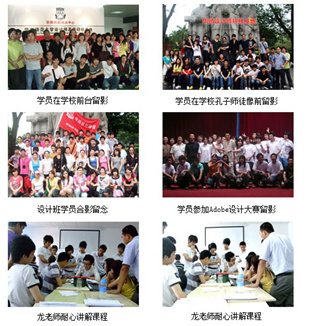 学员在学校前台留影
学员在学校孔子师徒像前留影
设计班学员合影留念
学员参加Adobe设计大赛留影
龙老师耐心讲解课程
龙老师耐心讲解课程